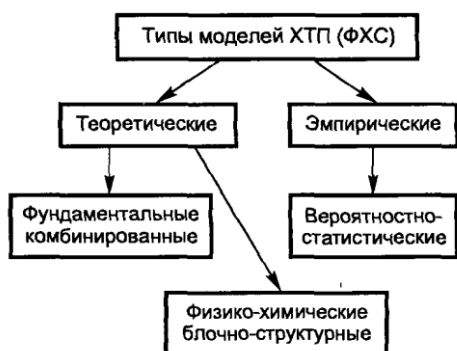 Типы моделей ХТП (ФХС)
Теоретические
Эмпирические
Фундаментальные
комбинированные
Вероятностно-
статистические
Физико-химические
блочно-структурные